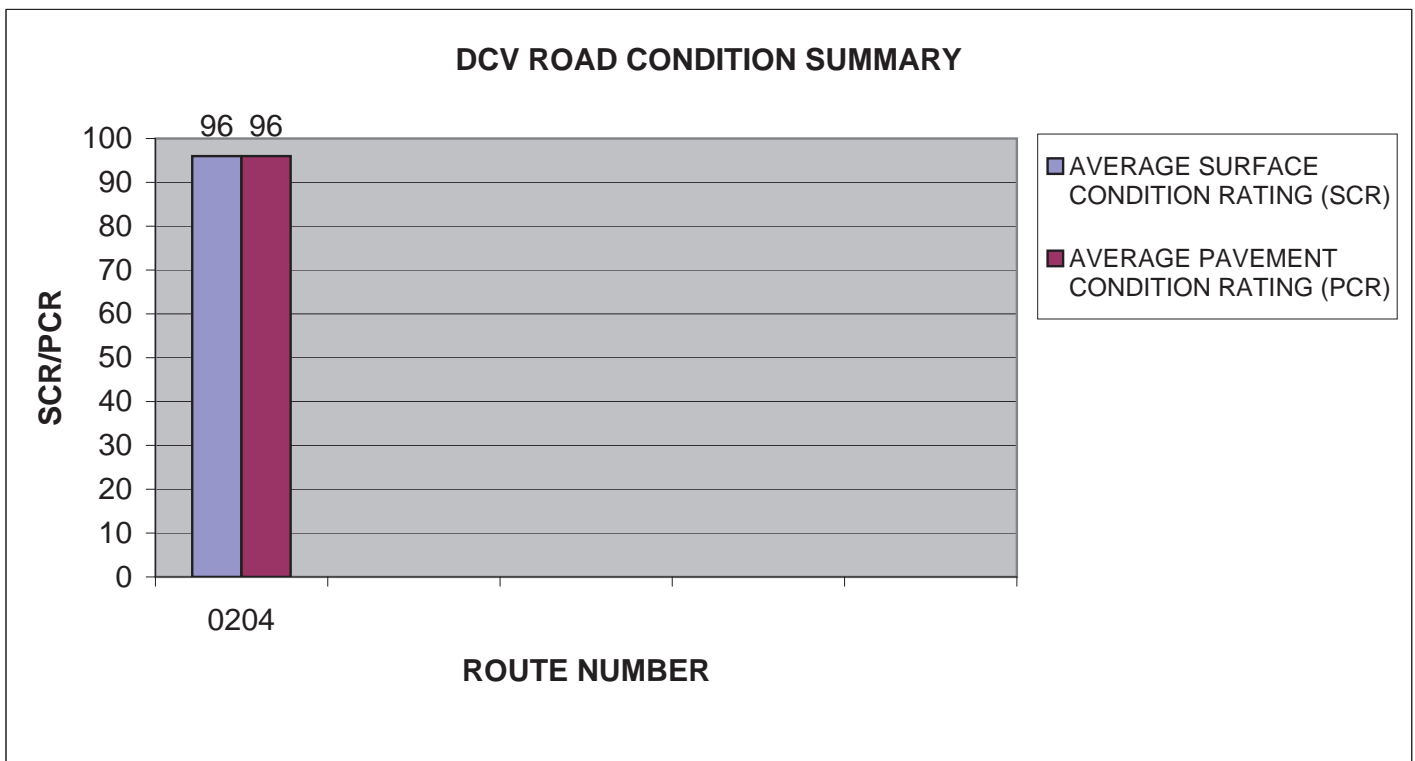 DCV ROAD CONDITION SUMMARY
96 96
100
90
80
70
60
50
40
30
20
10
0
SCR/PCR
0204
ROUTE NUMBER
AVERAGE SURFACE
CONDITION RATING (SCR)
AVERAGE PAVEMENT
CONDITION RATING (PCR)